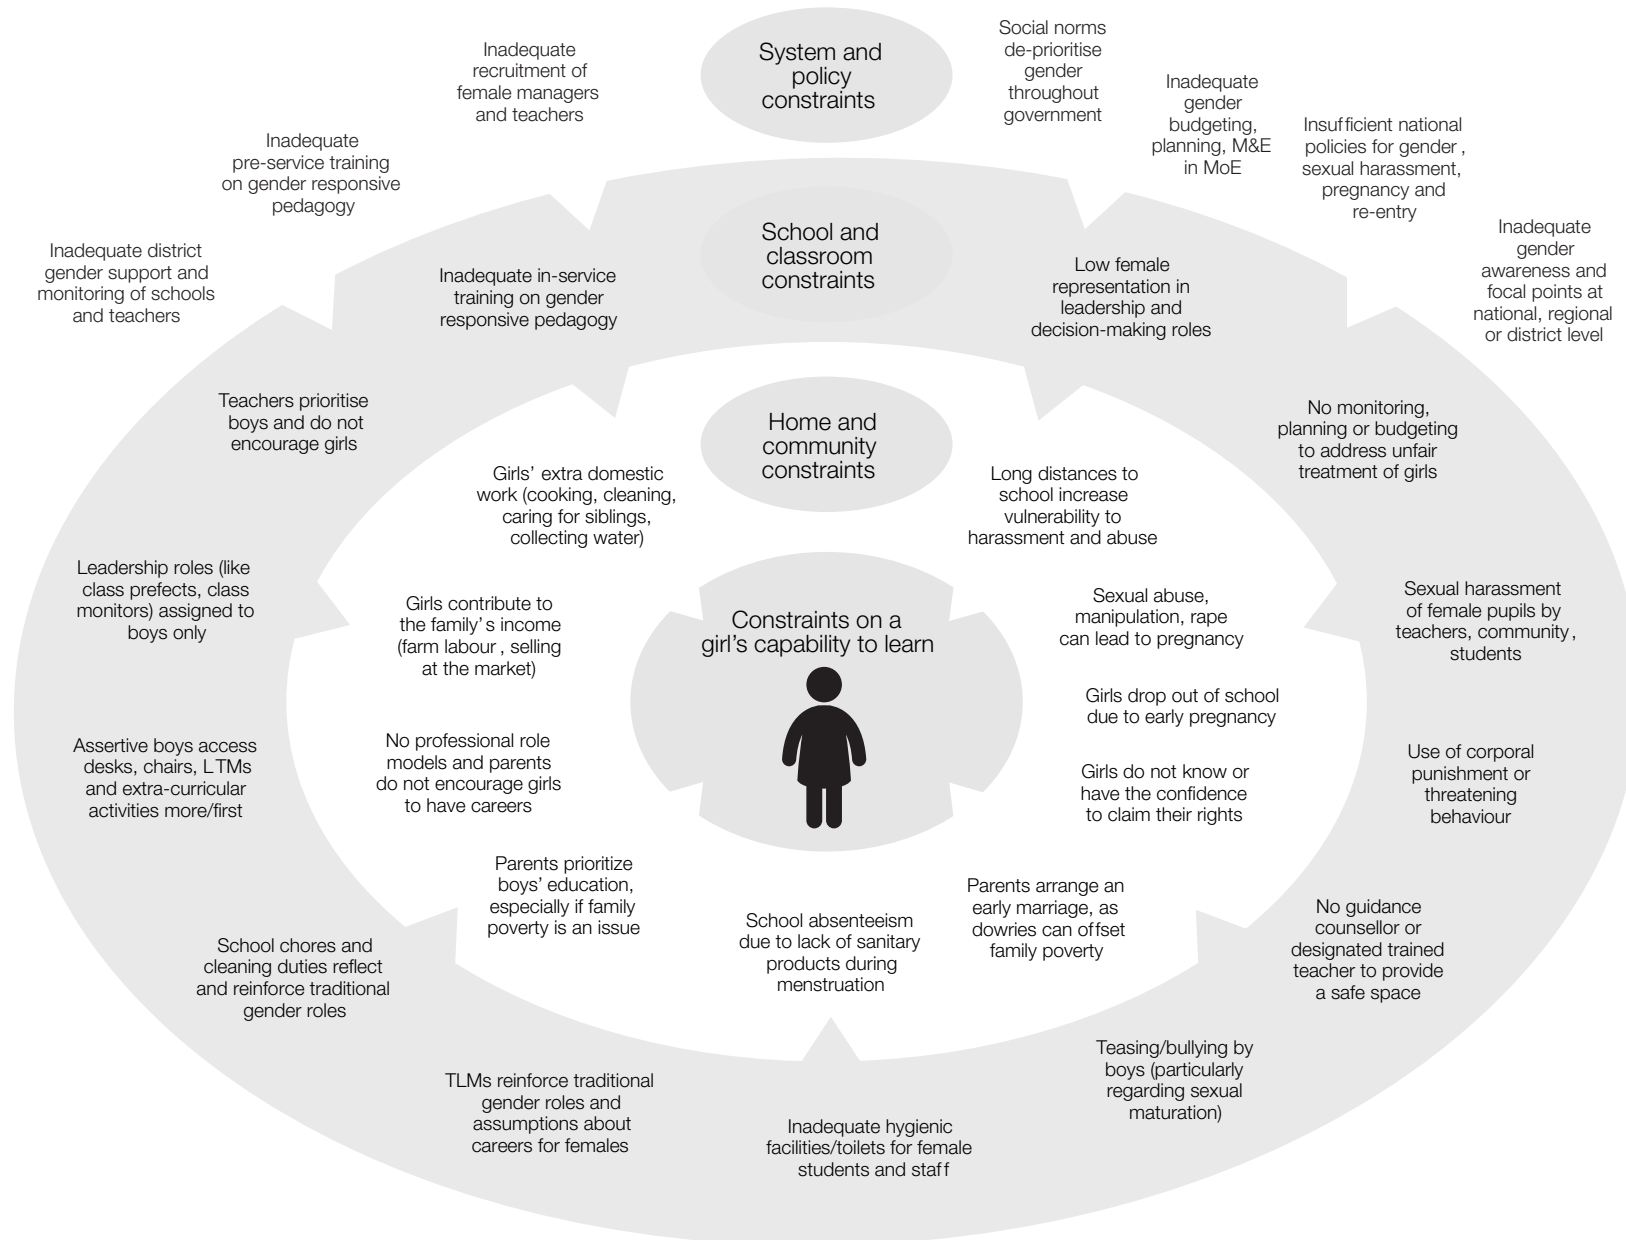 System and
policy
constraints
Inadequate
recruitment of
female managers
and teachers
Inadequate
pre-service training
on gender responsive
pedagogy
Inadequate district
gender support and
monitoring of schools
and teachers
Social norms
de-prioritise
gender
throughout
government
Inadequate
gender
budgeting,
planning, M&E
in MoE
Insufficient national
policies for gender,
sexual harassment,
pregnancy and
re-entry
Inadequate
gender
awareness and
focal points at
national, regional
or district level
School and
classroom
constraints
Inadequate in-service
training on gender
responsive pedagogy
Low female
representation in
leadership and
decision-making roles
Teachers prioritise
boys and do not
encourage girls
No monitoring,
planning or budgeting
to address unfair
treatment of girls
Leadership roles (like
class prefects, class
monitors) assigned to
boys only
Sexual harassment
of female pupils by
teachers, community,
students
Assertive boys access
desks, chairs, LTMs
and extra-curricular
activities more/first
Use of corporal
punishment or
threatening
behaviour
School chores and
cleaning duties reflect
and reinforce traditional
gender roles
No guidance
counsellor or
designated trained
teacher to provide
a safe space
TLMs reinforce traditional
gender roles and
assumptions about
careers for females
Inadequate hygienic
facilities/toilets for female
students and staff
Teasing/bullying by
boys (particularly
regarding sexual
maturation)
Home and
community
constraints
Girls' extra domestic
work (cooking, cleaning,
caring for siblings,
collecting water)
Long distances to
school increase
vulnerability to
harassment and abuse
Girls contribute to
the family's income
(farm labour, selling
at the market)
Sexual abuse,
manipulation, rape
can lead to pregnancy
Girls drop out of school
due to early pregnancy
No professional role
models and parents
do not encourage girls
to have careers
Girls do not know or
have the confidence
to claim their rights
Parents prioritize
boys' education,
especially if family
poverty is an issue
School absenteeism
due to lack of sanitary
products during
menstruation
Parents arrange an
early marriage, as
dowries can offset
family poverty
Constraints on a
girl's capability to learn